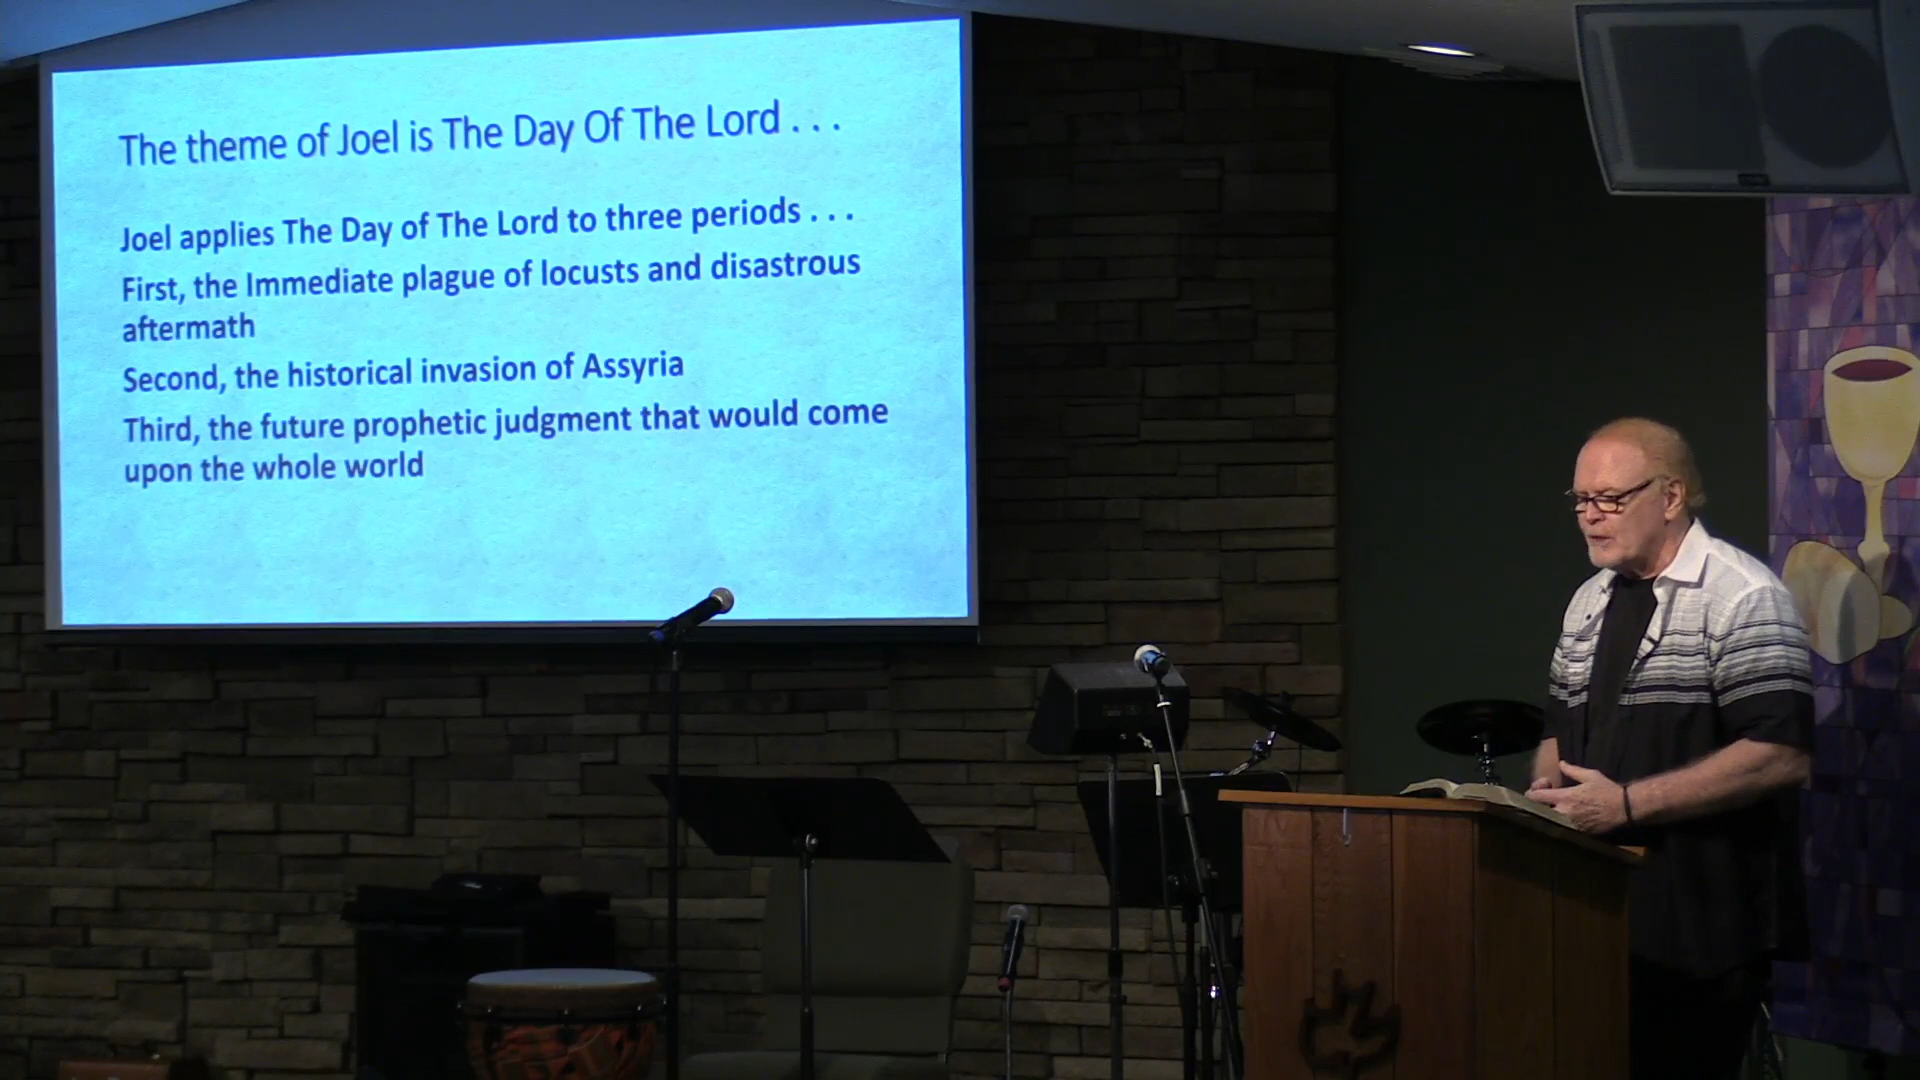 The theme of Joel is The Day Of The Lord . . .
Joel applies The Day of The Lord to three periods . . .
First, the Immediate plague of locusts and disastrous
aftermath
Second, the historical invasion of Assyria
Third, the future prophetic judgment that would come
upon the whole world